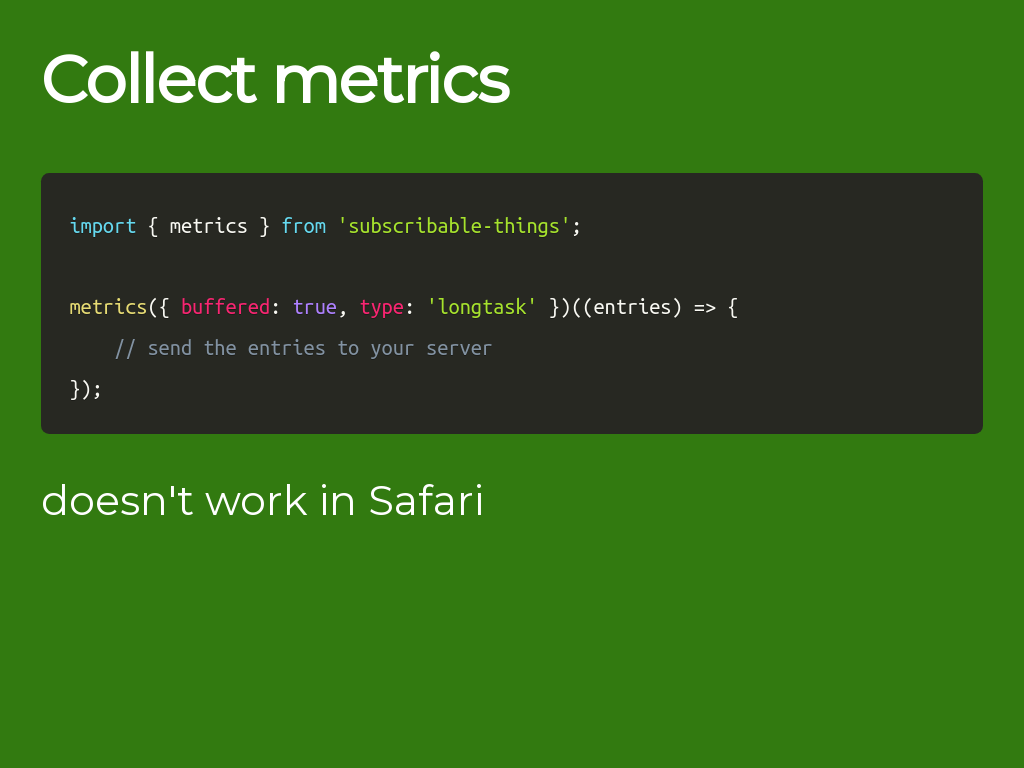 Collect metrics
import { metrics } from 'subscribable-things';
metrics({ buffered: true, type: 'longtask' })((entries) => {
// send the entries to your server
});
doesn't work in Safari